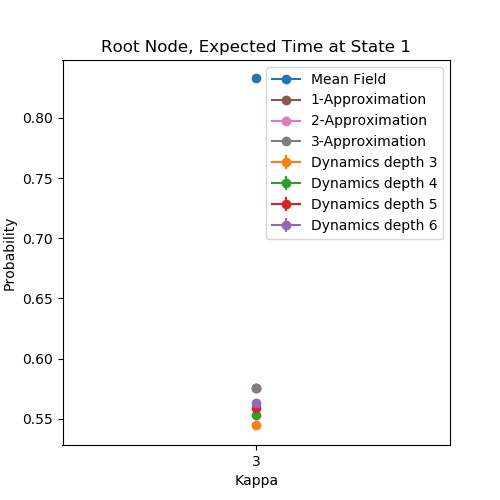 Root Node, Expected Time at State 1
Mean Field
1-Approximation
2-Approximation
3-Approximation
Dynamics depth 3
Dynamics depth 4
Dynamics depth 5
Dynamics depth 6
Probability
0.80
0.75
0.70
0.65
0.60
0.55
3
Kappa